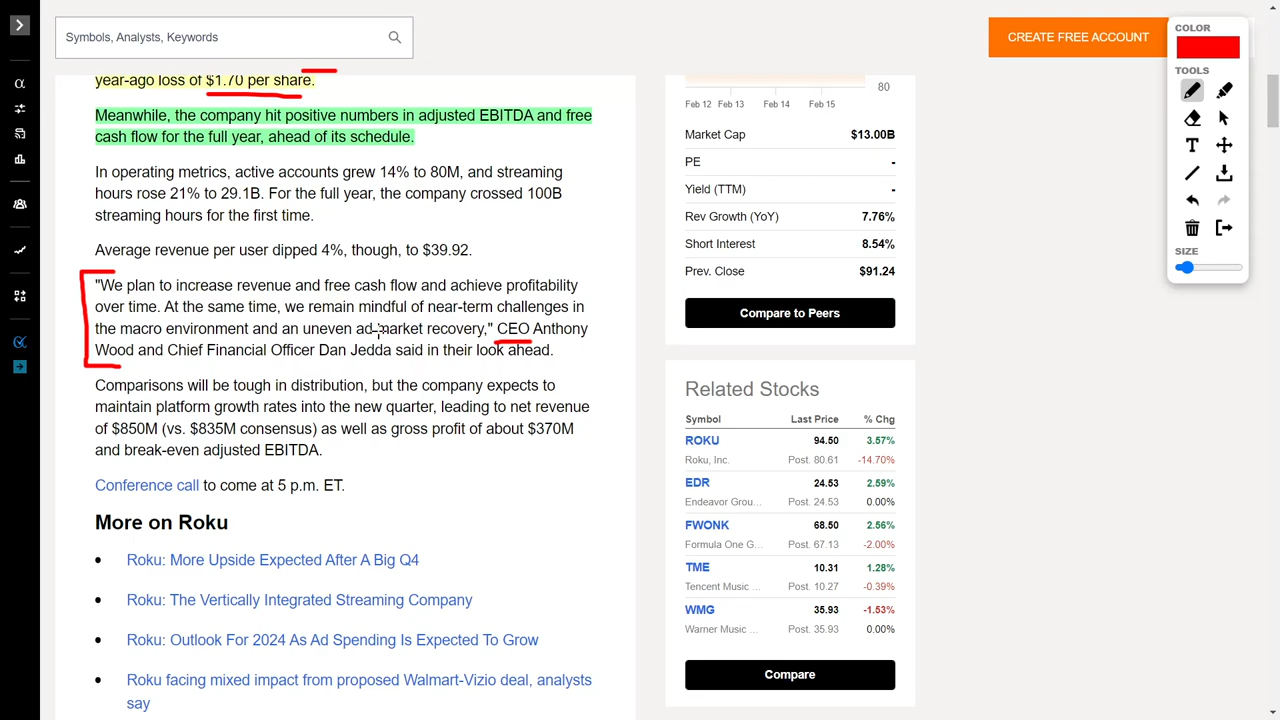 Symbols, Analysts, Keywords
CREATE FREE ACCOUNT
COLOR
TOOLS
SIZE
year-ago loss of $1.70 per share.
Meanwhile, the company hit positive numbers in adjusted EBITDA and free
cash flow for the full year, ahead of its schedule.
In operating metrics, active accounts grew 14% to 80M, and streaming
hours rose 21% to 29.1B. For the full year, the company crossed 100B
streaming hours for the first time.
Average revenue per user dipped 4%, though, to $39.92.
"We plan to increase revenue and free cash flow and achieve profitability
over time. At the same time, we remain mindful of near-term challenges in
the macro environment and an uneven ad market recovery," CEO Anthony
Wood and Chief Financial Officer Dan Jedda said in their look ahead.
Comparisons will be tough in distribution, but the company expects to
maintain platform growth rates into the new quarter, leading to net revenue
of $850M (vs. $835M consensus) as well as gross profit of about $370M
and break-even adjusted EBITDA.
Conference call to come at 5 p.m. ET.
More on Roku
Roku: More Upside Expected After A Big Q4
Roku: The Vertically Integrated Streaming Company
Roku: Outlook For 2024 As Ad Spending Is Expected To Grow
Roku facing mixed impact from proposed Walmart-Vizio deal, analysts
say
80
Feb 12 Feb 13 Feb 14 Feb 15
Market Cap $13.00B
PE -
Yield (TTM) -
Rev Growth (YoY) 7.76%
Short Interest 8.54%
Prev. Close $91.24
Compare to Peers
Related Stocks
Symbol Last Price % Chg
ROKU 94.50 3.57%
Roku, Inc. Post. 80.61 -14.70%
EDR 24.53 2.59%
Endeavor Grou... Post. 24.53 0.00%
FWONK 68.50 2.56%
Formula One G... Post. 67.13 -2.00%
TME 10.31 1.28%
Tencent Music ... Post. 10.27 -0.39%
WMG 35.93 -1.53%
Warner Music ... Post. 35.93 0.00%
Compare